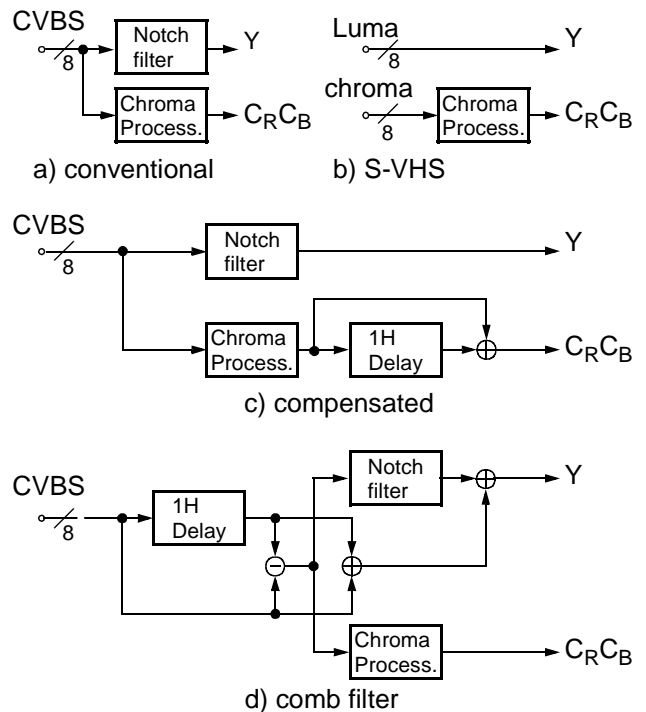 CVBS
8
Notch
filter
Y
Chroma
Process.
CRCB
a) conventional
Luma
8
Y
chroma
8
Chroma
Process.
CRCB
b) S-VHS
CVBS
8
Notch
filter
Y
Chroma
Process.
1H
Delay
CRCB
c) compensated
CVBS
8
1H
Delay
Notch
filter
Y
Chroma
Process.
CRCB
d) comb filter